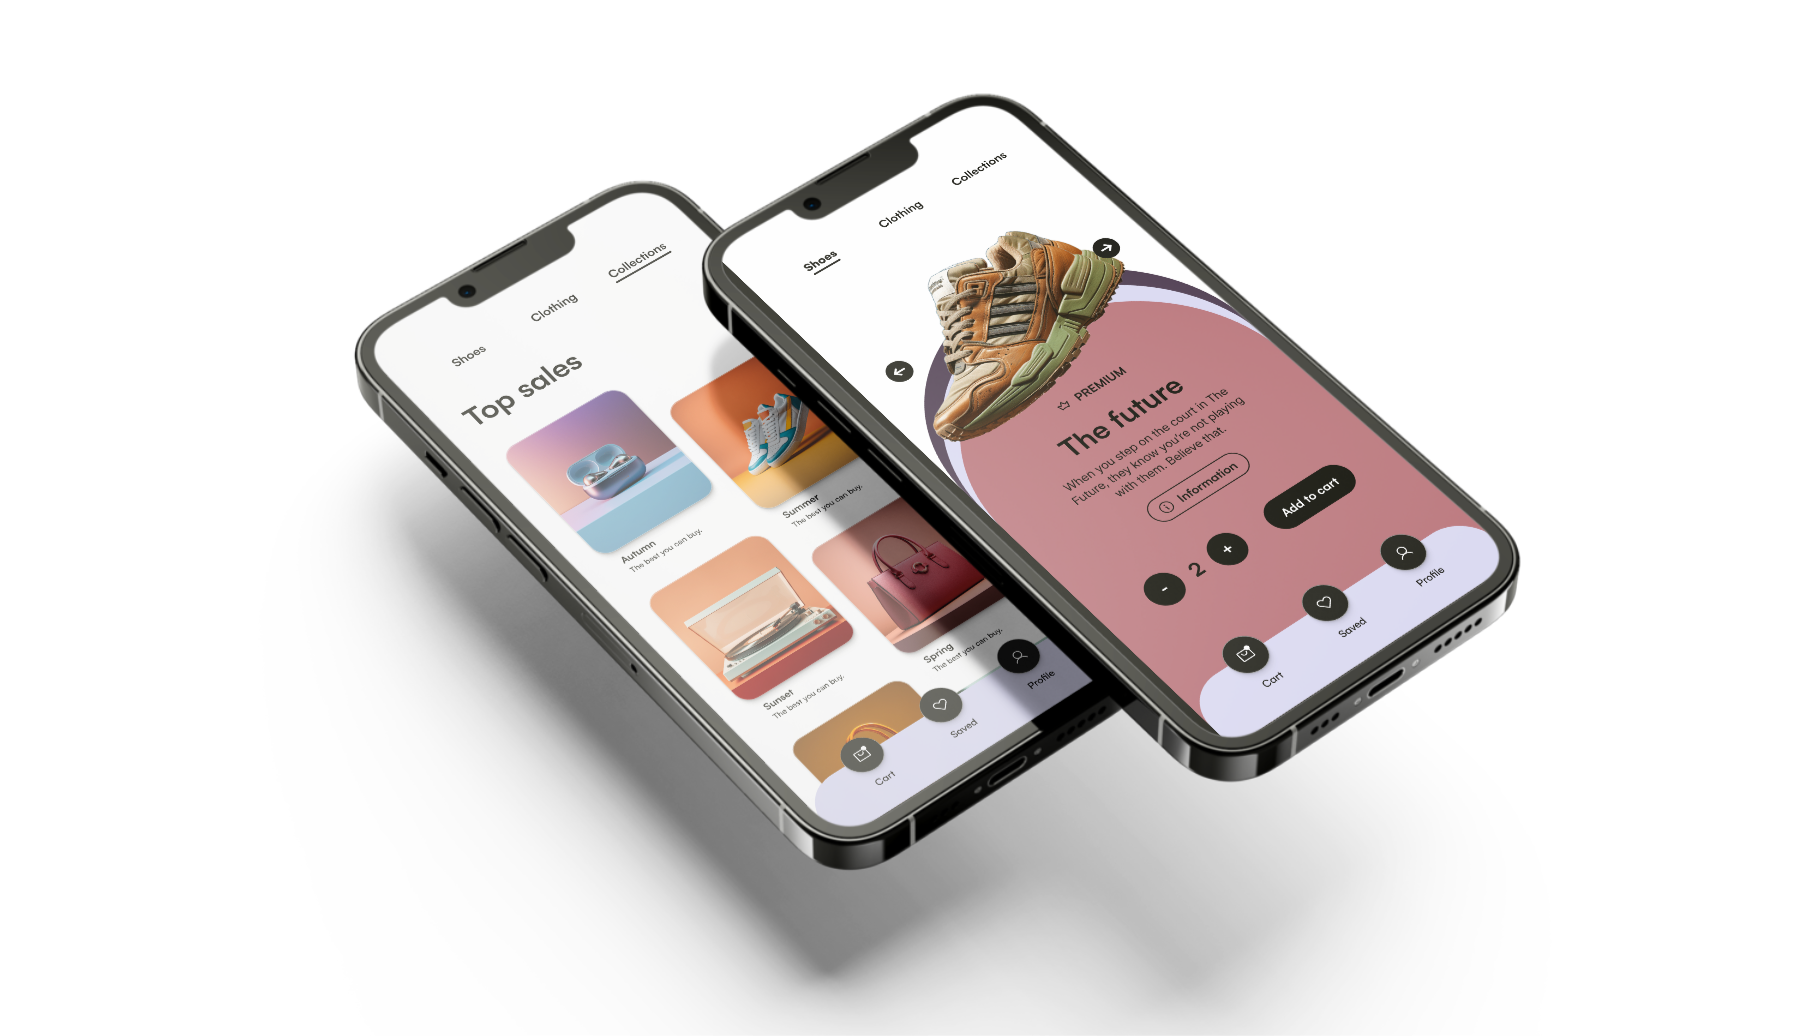 Shoes
Clothing
Collections
Top sales
Autumn
The best you can buy.
Summer
The best you can buy.
Sunset
The best you can buy.
Spring
The best you can buy.
Cart
Saved
Profile
Shoes
Clothing
Collections
PREMIUM
The future
When you step on the court in The
Future, they know you're not playing
with them. Believe that.
Information
- 2 +
Add to cart
Cart
Saved
Profile